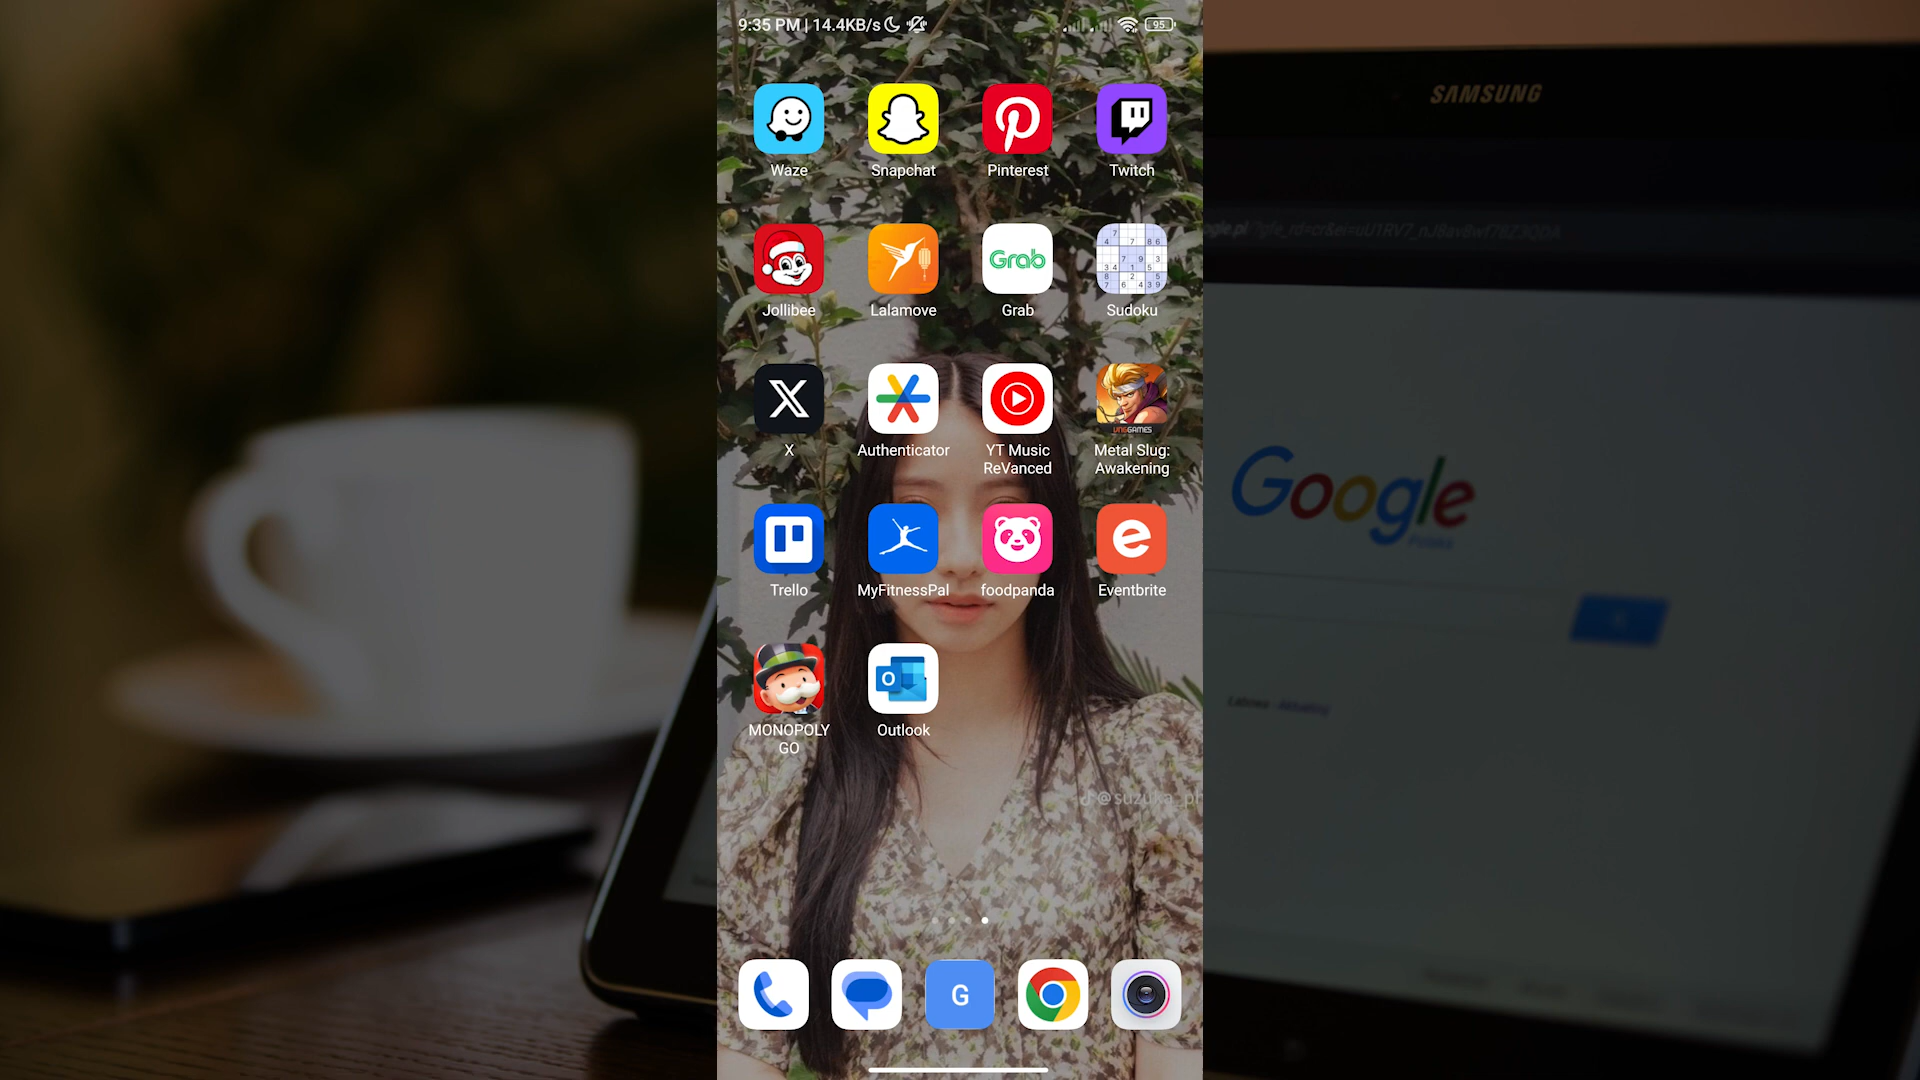 9:35 PM | 14.4KB/s
95
SAMSUNG
Waze
Snapchat
Pinterest
Twitch
Jollibee
Lalamove
Grab
Grab
Sudoku
X
Authenticator
YT Music
ReVanced
VNGGAMES
Metal Slug:
Awakening
Google
Trello
MyFitnessPal
foodpanda
e
Eventbrite
O
MONOPOLY
GO
Outlook
G